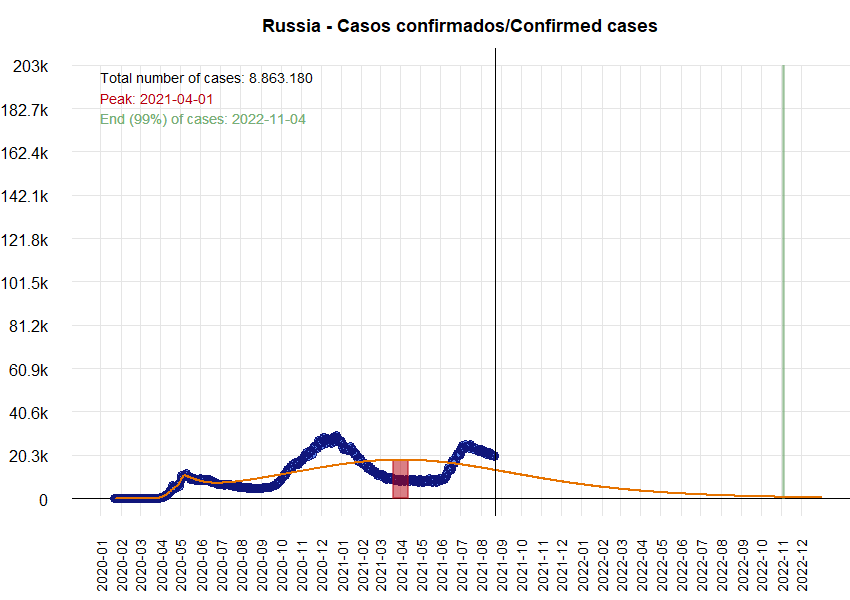 Russia - Casos confirmados/Confirmed cases
Total number of cases: 8.863.180
Peak: 2021-04-01
End (99%) of cases: 2022-11-04
203k
182.7k
162.4k
142.1k
121.8k
101.5k
81.2k
60.9k
40.6k
20.3k
0
2020-01
2020-02
2020-03
2020-04
2020-05
2020-06
2020-07
2020-08
2020-09
2020-10
2020-11
2020-12
2021-01
2021-02
2021-03
2021-04
2021-05
2021-06
2021-07
2021-08
2021-09
2021-10
2021-11
2021-12
2022-01
2022-02
2022-03
2022-04
2022-05
2022-06
2022-07
2022-08
2022-09
2022-10
2022-11
2022-12